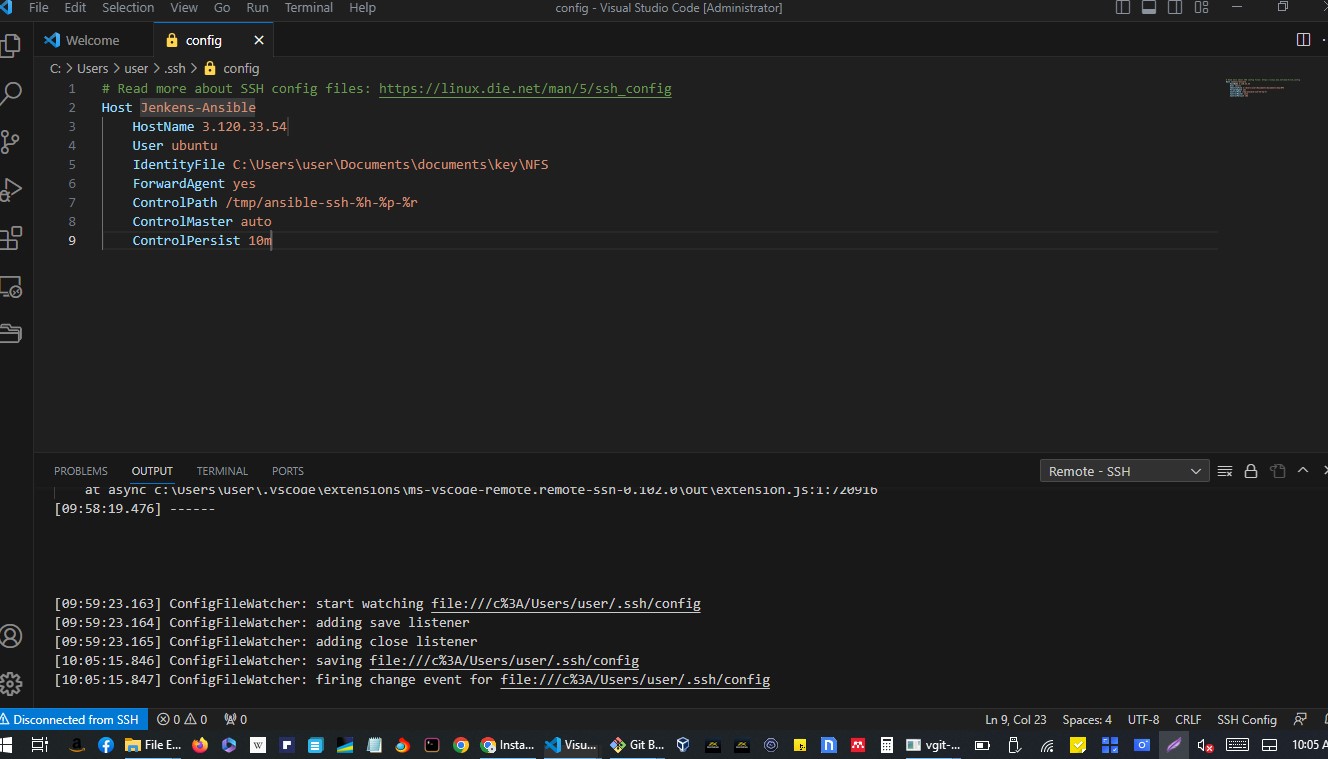 File Edit Selection View Go Run Terminal Help config - Visual Studio Code [Administrator]
Welcome config
C: > Users > user > .ssh > config
1 # Read more about SSH config files: https://linux.die.net/man/5/ssh_config
2 Host Jenkens-Ansible
3 HostName 3.120.33.54
4 User ubuntu
5 IdentityFile C:\Users\user\Documents\documents\key\NFS
6 ForwardAgent yes
7 ControlPath /tmp/ansible-ssh-%h-%p-%r
8 ControlMaster auto
9 ControlPersist 10m
PROBLEMS OUTPUT TERMINAL PORTS Remote - SSH
at async c:\Users\user\.vscode\extensions\ms-vscode-remote.remote-ssh-0.102.0\out\extension.js:1:720916
[09:58:19.476] ------
[09:59:23.163] ConfigFileWatcher: start watching file:///c%3A/Users/user/.ssh/config
[09:59:23.164] ConfigFileWatcher: adding save listener
[09:59:23.165] ConfigFileWatcher: adding close listener
[10:05:15.846] ConfigFileWatcher: saving file:///c%3A/Users/user/.ssh/config
[10:05:15.847] ConfigFileWatcher: firing change event for file:///c%3A/Users/user/.ssh/config
Disconnected from SSH 0 0 0 Ln 9, Col 23 Spaces: 4 UTF-8 CRLF SSH Config
File E... Insta... Visu... Git B... vgit-... 10:05 A